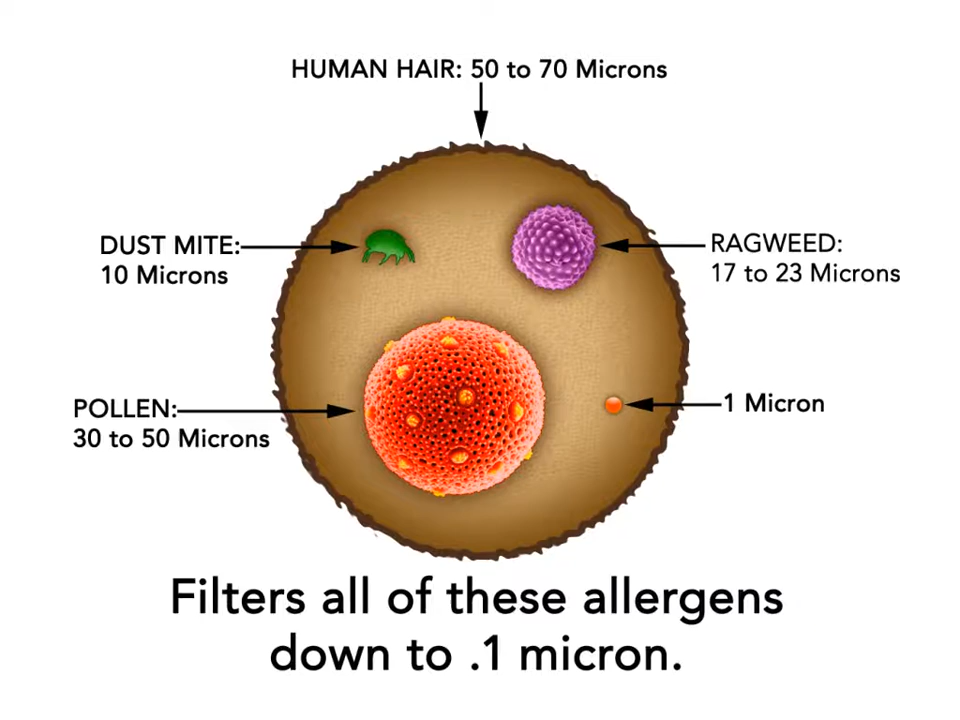 HUMAN HAIR: 50 to 70 Microns
DUST MITE:
10 Microns
RAGWEED:
17 to 23 Microns
POLLEN:
30 to 50 Microns
1 Micron
Filters all of these allergens
down to .1 micron.